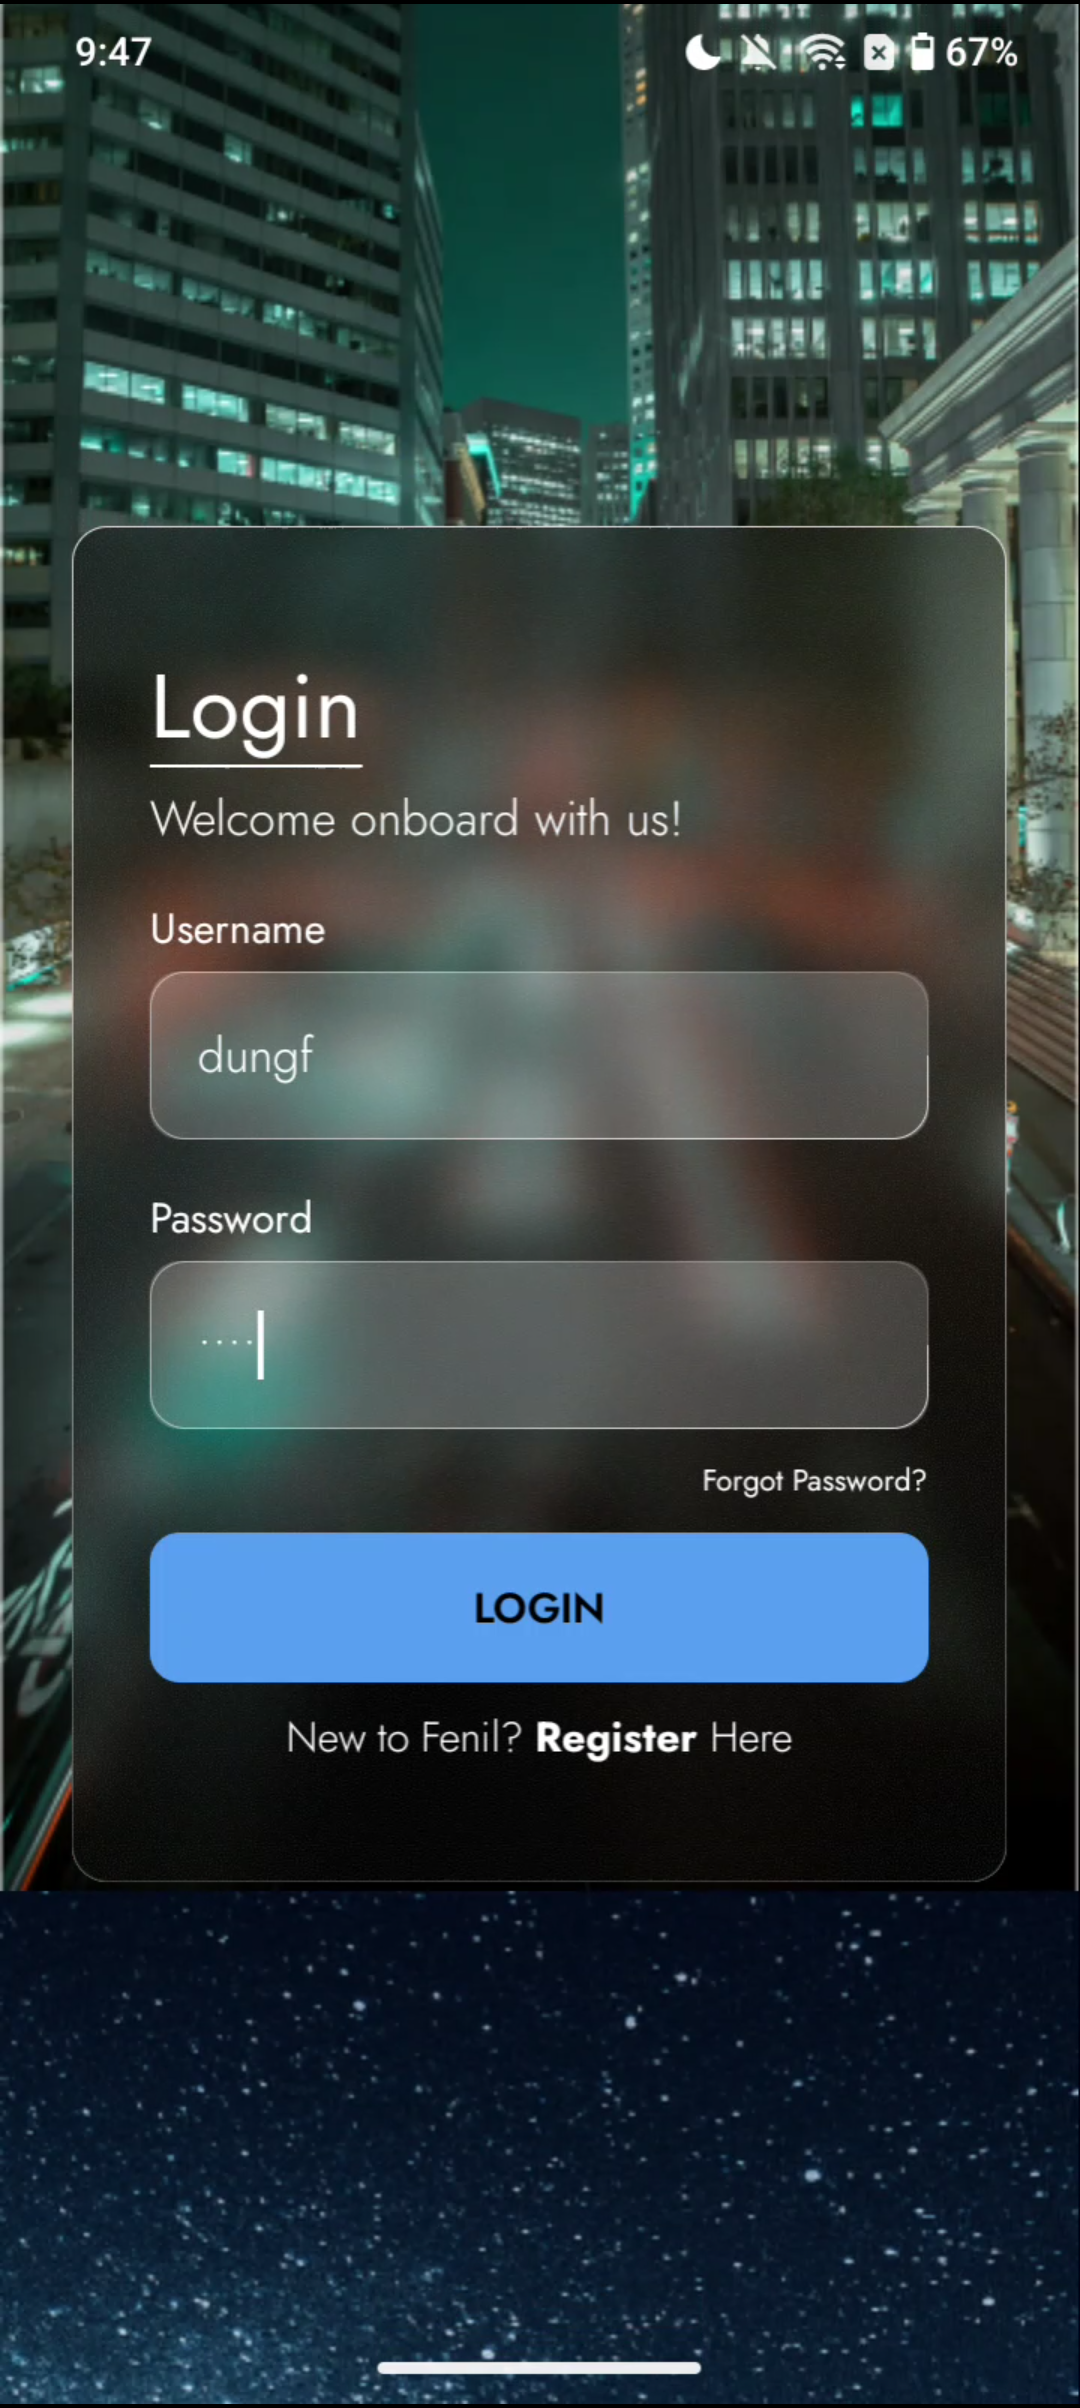 9:47
67%
Login
Welcome onboard with us!
Username
dungf
Password
····
Forgot Password?
LOGIN
New to Fenil? Register Here